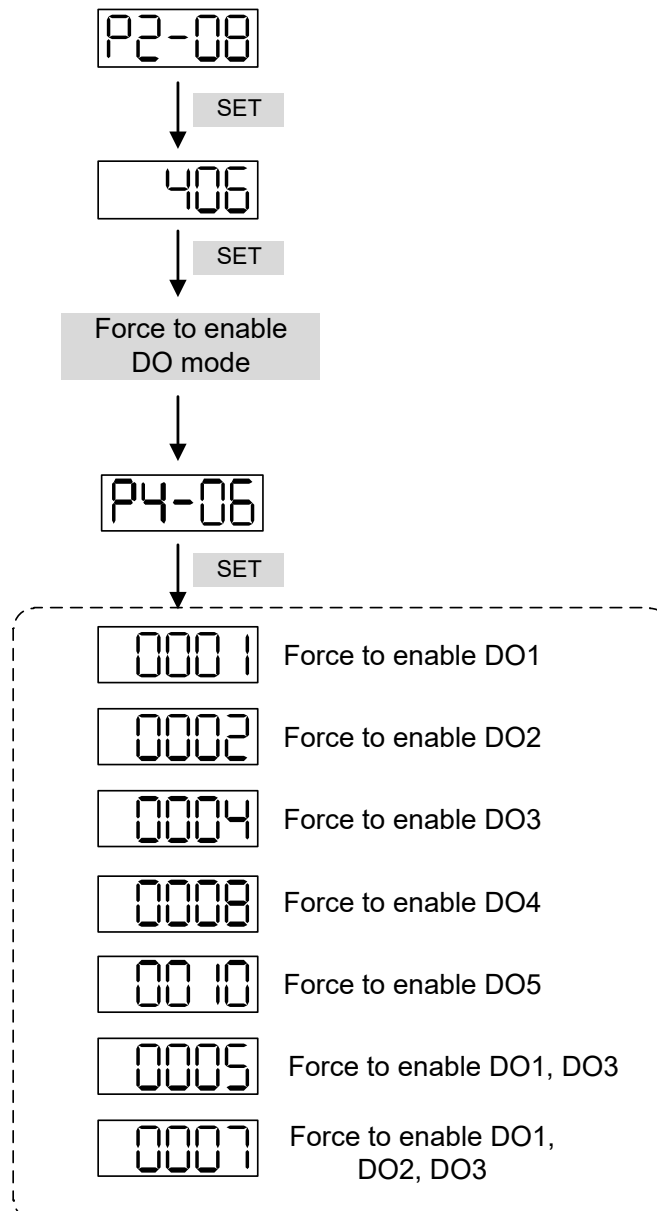 P2-08
SET
406
SET
Force to enable
DO mode
P4-06
SET
0001 Force to enable DO1
0002 Force to enable DO2
0004 Force to enable DO3
0008 Force to enable DO4
0010 Force to enable DO5
0005 Force to enable DO1, DO3
0007 Force to enable DO1,
DO2, DO3